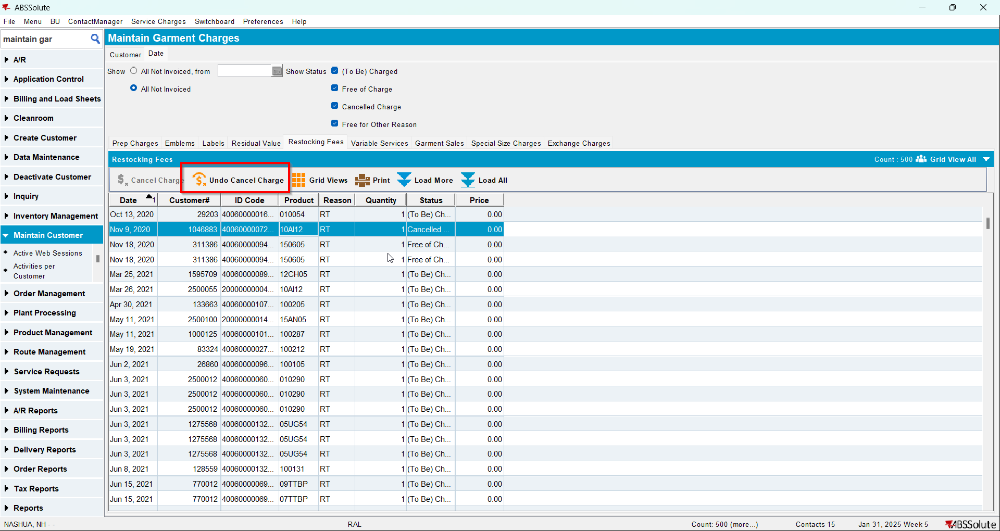 ABSSolute
File Menu BU ContactManager Service Charges Switchboard Preferences Help
maintain gar
Maintain Garment Charges
Customer Date
Show All Not Invoiced, from 15 Show Status (To Be) Charged
All Not Invoiced Free of Charge
Cancelled Charge
Free for Other Reason
A/R
Application Control
Billing and Load Sheets
Cleanroom
Create Customer
Data Maintenance
Deactivate Customer
Inquiry
Inventory Management
Maintain Customer
Active Web Sessions
Activities per
Customer
Order Management
Plant Processing
Product Management
Route Management
Service Requests
System Maintenance
A/R Reports
Billing Reports
Delivery Reports
Order Reports
Tax Reports
Reports
Prep Charges Emblems Labels Residual Value Restocking Fees Variable Services Garment Sales Special Size Charges Exchange Charges
Restocking Fees Count : 500 Grid View All
Cancel Charge Undo Cancel Charge Grid Views Print Load More Load All
Date 1 Customer# ID Code Product Reason Quantity Status Price
Oct 13, 2020 29203 40060000016... 010054 RT 1 (To Be) Ch... 0.00
Nov 9, 2020 1046883 40060000072... 10AI12 RT 1 Cancelled ... 0.00
Nov 18, 2020 311386 40060000094... 150605 RT 1 Free of Ch... 0.00
Nov 18, 2020 311386 40060000094... 150605 RT 1 Free of Ch... 0.00
Mar 25, 2021 1595709 40060000089... 12CH05 RT 1 (To Be) Ch... 0.00
Mar 26, 2021 2500055 20000000004... 10AI12 RT 1 (To Be) Ch... 0.00
Apr 30, 2021 133663 40060000107... 100205 RT 1 (To Be) Ch... 0.00
May 11, 2021 2500100 20000000014... 15AN05 RT 1 (To Be) Ch... 0.00
May 11, 2021 1000125 40060000101... 100287 RT 1 (To Be) Ch... 0.00
May 19, 2021 83324 40060000027... 100212 RT 1 (To Be) Ch... 0.00
Jun 2, 2021 26860 40060000096... 100105 RT 1 (To Be) Ch... 0.00
Jun 3, 2021 2500012 40060000060... 010290 RT 1 (To Be) Ch... 0.00
Jun 3, 2021 2500012 40060000060... 010290 RT 1 (To Be) Ch... 0.00
Jun 3, 2021 2500012 40060000060... 010290 RT 1 (To Be) Ch... 0.00
Jun 3, 2021 1275568 40060000132... 05UG54 RT 1 (To Be) Ch... 0.00
Jun 3, 2021 1275568 40060000132... 05UG54 RT 1 (To Be) Ch... 0.00
Jun 3, 2021 1275568 40060000132... 05UG54 RT 1 (To Be) Ch... 0.00
Jun 8, 2021 128559 40060000132... 100131 RT 1 (To Be) Ch... 0.00
Jun 15, 2021 770012 40060000069... 09TTBP RT 1 (To Be) Ch... 0.00
Jun 15, 2021 770012 40060000069... 07TTBP RT 1 (To Be) Ch... 0.00
NASHUA, NH - - RAL Count: 500 (more...) Contacts 15 Jan 31, 2025 Week 5 ABSSolute